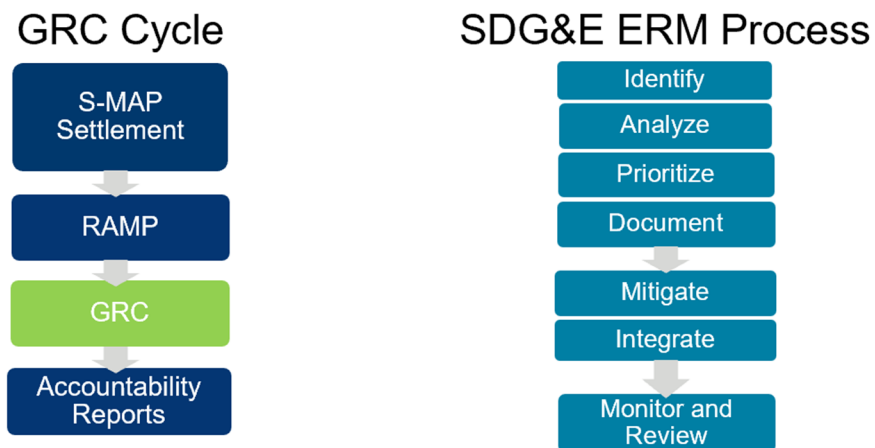 GRC Cycle
S-MAP
Settlement
RAMP
GRC
Accountability
Reports
SDG&E ERM Process
Identify
Analyze
Prioritize
Document
Mitigate
Integrate
Monitor and
Review